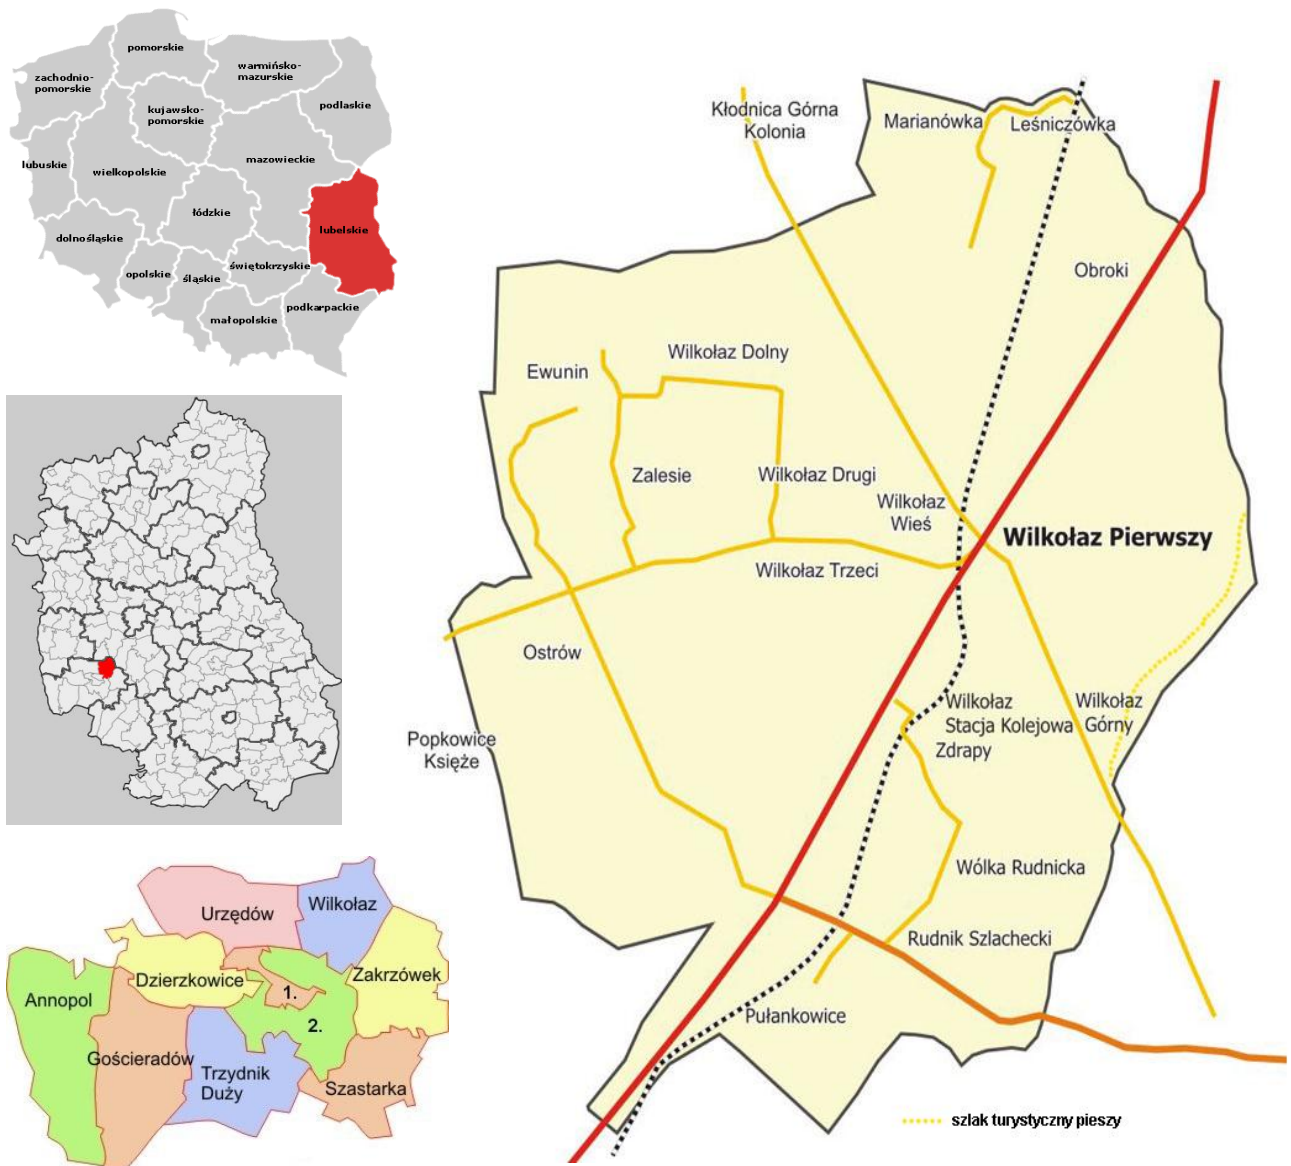 pomorskie
warmińsko-
mazurskie
zachodnio-
pomorskie
podlaskie
kujawsko-
pomorskie
mazowieckie
lubuskie
wielkopolskie
łódzkie
lubelskie
dolnośląskie
opolskie
śląskie
świętokrzyskie
podkarpackie
małopolskie
Urzędów
Wilkołaz
Dzierzkowice
Zakrzówek
Annopol
1.
2.
Gościeradów
Trzydnik
Duży
Szastarka
Kłodnica Górna
Kolonia
Marianówka
Leśniczówka
Obroki
Wilkołaz Dolny
Ewunin
Zalesie
Wilkołaz Drugi
Wilkołaz
Wieś
Wilkołaz Pierwszy
Wilkołaz Trzeci
Ostrów
Wilkołaz
Stacja Kolejowa
Zdrapy
Wilkołaz
Górny
Popkowice
Księże
Wólka Rudnicka
Rudnik Szlachecki
Pułankowice
szlak turystyczny pieszy